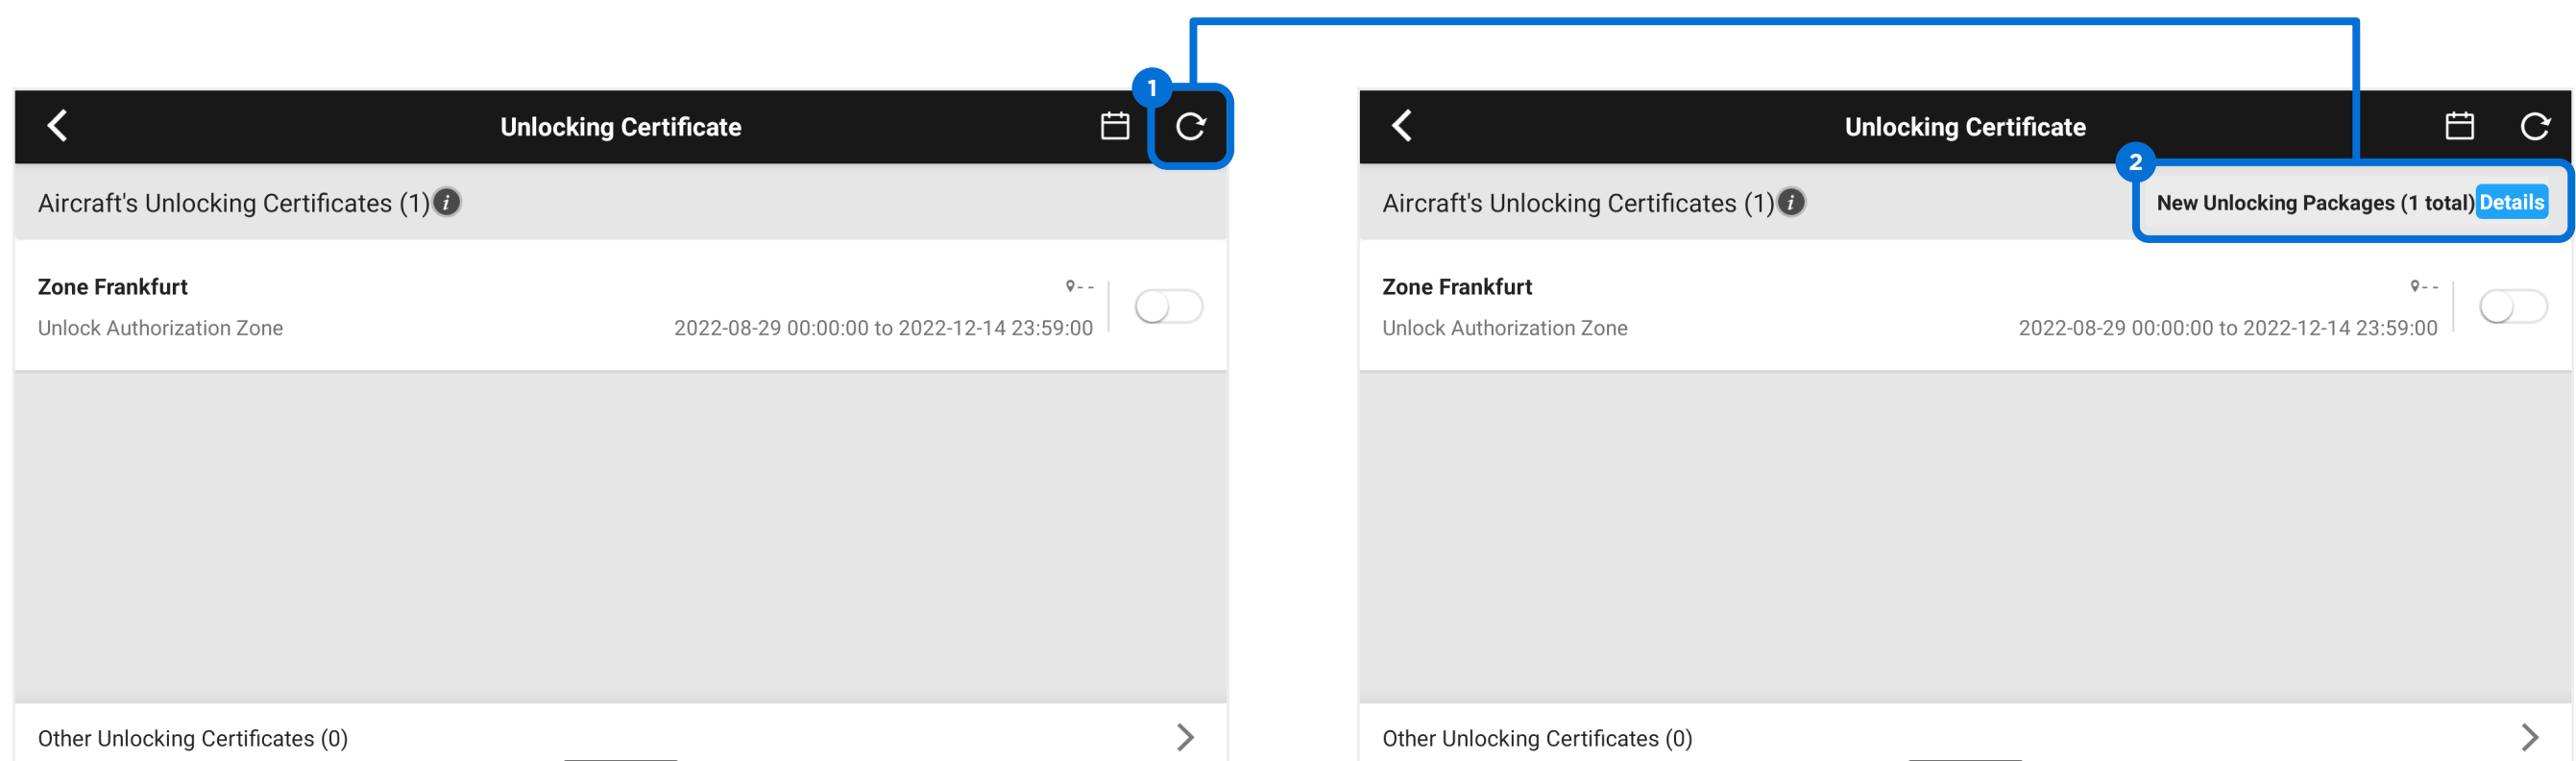 1
Unlocking Certificate
Aircraft's Unlocking Certificates (1) i
Zone Frankfurt
--
Unlock Authorization Zone
2022-08-29 00:00:00 to 2022-12-14 23:59:00
Other Unlocking Certificates (0)
Unlocking Certificate
2
Aircraft's Unlocking Certificates (1) i
New Unlocking Packages (1 total) Details
Zone Frankfurt
--
Unlock Authorization Zone
2022-08-29 00:00:00 to 2022-12-14 23:59:00
Other Unlocking Certificates (0)